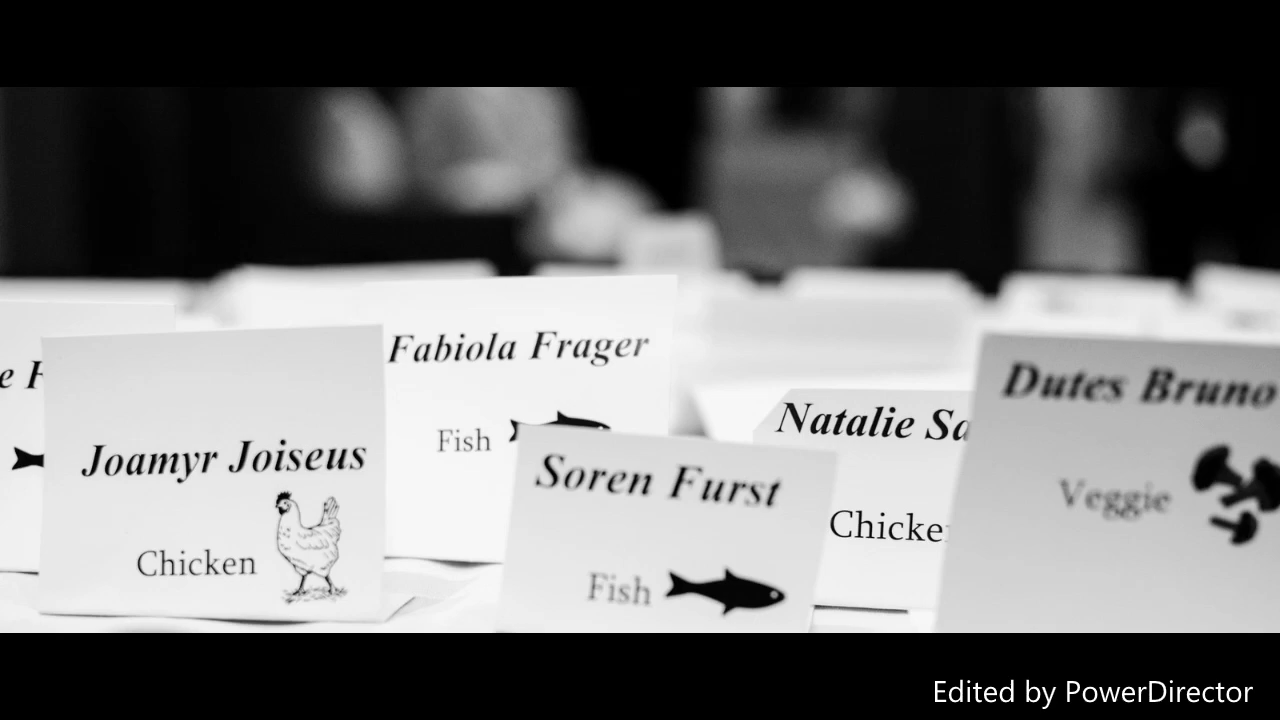 e F
Joamyr Joiseus
Chicken
Fabiola Frager
Fish
Soren Furst
Fish
Natalie Sa
Chicke
Dutes Bruno
Veggie
Edited by PowerDirector